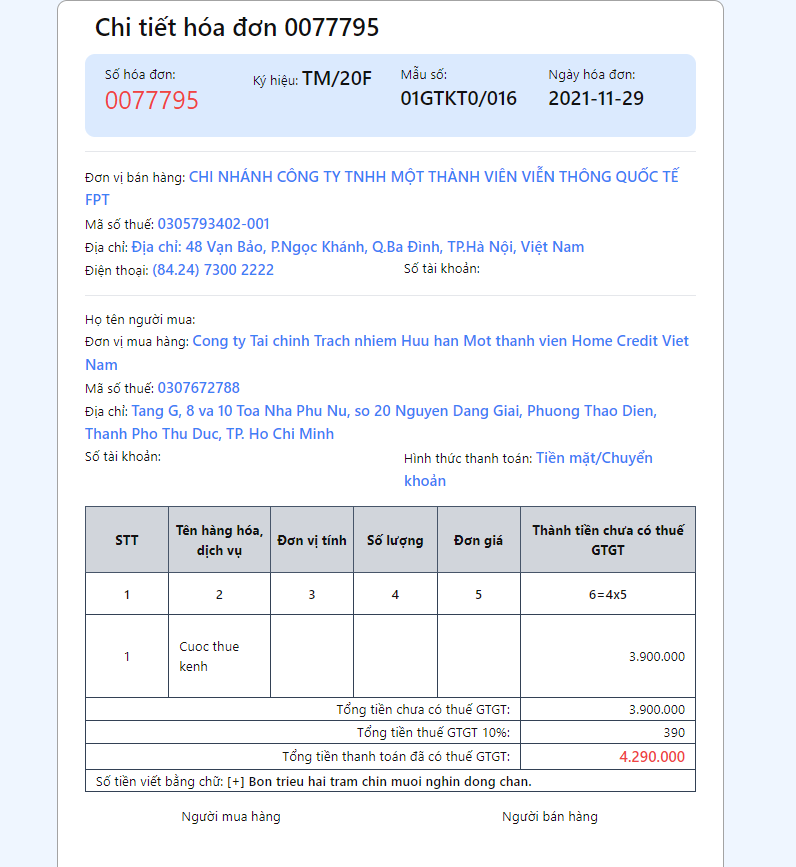 Chi tiết hóa đơn 0077795
Số hóa đơn:
0077795
Ký hiệu: TM/20F
Mẫu số:
01GTKT0/016
Ngày hóa đơn:
2021-11-29
Đơn vị bán hàng: CHI NHÁNH CÔNG TY TNHH MỘT THÀNH VIÊN VIỄN THÔNG QUỐC TẾ
FPT
Mã số thuế: 0305793402-001
Địa chỉ: Địa chỉ: 48 Vạn Bảo, P.Ngọc Khánh, Q.Ba Đình, TP.Hà Nội, Việt Nam
Điện thoại: (84.24) 7300 2222 Số tài khoản:
Họ tên người mua:
Đơn vị mua hàng: Cong ty Tai chinh Trach nhiem Huu han Mot thanh vien Home Credit Viet
Nam
Mã số thuế: 0307672788
Địa chỉ: Tang G, 8 va 10 Toa Nha Phu Nu, so 20 Nguyen Dang Giai, Phuong Thao Dien,
Thanh Pho Thu Duc, TP. Ho Chi Minh
Số tài khoản:
Hình thức thanh toán: Tiền mặt/Chuyển
khoản
STT
Tên hàng hóa,
dịch vụ
Đơn vị tính
Số lượng
Đơn giá
Thành tiền chưa có thuế
GTGT
1 2 3 4 5 6=4x5
1
Cuoc thue
kenh
3.900.000
Tổng tiền chưa có thuế GTGT: 3.900.000
Tổng tiền thuế GTGT 10%: 390
Tổng tiền thanh toán đã có thuế GTGT: 4.290.000
Số tiền viết bằng chữ: [+] Bon trieu hai tram chin muoi nghin dong chan.
Người mua hàng Người bán hàng